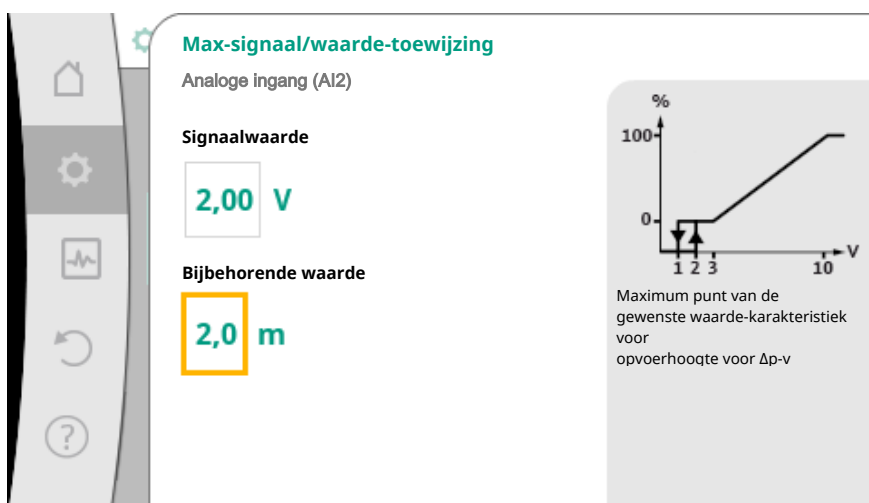 Max-signaal/waarde-toewijzing
Analoge ingang (AI2)
Signaalwaarde
2,00 V
Bijbehorende waarde
2,0 m
%
100
0
1 2 3 10 V
Maximum punt van de
gewenste waarde-karakteristiek
voor
opvoerhoogte voor Δp-v
?